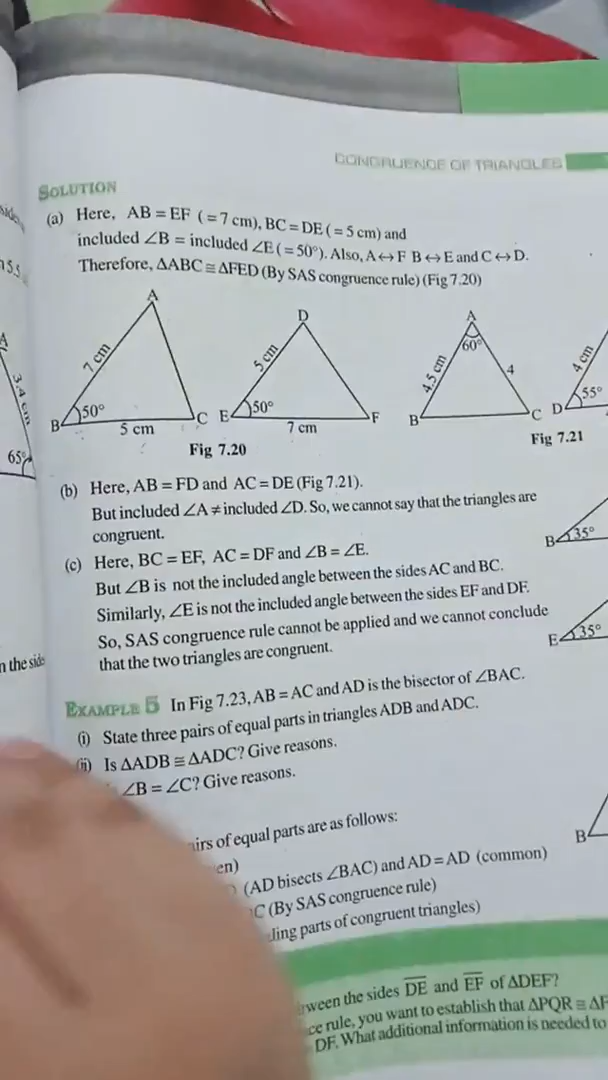 CONGRUENCE OF TRIANGLES
SOLUTION
(a) Here, AB = EF (= 7 cm), BC = DE (= 5 cm) and
included ∠B = included ∠E (= 50°). Also, A ↔ F B ↔ E and C ↔ D.
Therefore, ΔABC ≅ ΔFED (By SAS congruence rule) (Fig 7.20)
A
7 cm
50°
B
5 cm
C
D
5 cm
50°
E
7 cm
F
Fig 7.20
A
60°
4.5 cm
4
B
C
4 cm
55°
D
Fig 7.21
3.4 cm
65°
(b) Here, AB = FD and AC = DE (Fig 7.21).
But included ∠A ≠ included ∠D. So, we cannot say that the triangles are
congruent.
(c) Here, BC = EF, AC = DF and ∠B = ∠E.
But ∠B is not the included angle between the sides AC and BC.
Similarly, ∠E is not the included angle between the sides EF and DF.
So, SAS congruence rule cannot be applied and we cannot conclude
that the two triangles are congruent.
B 35°
E 35°
n the side
EXAMPLE 5 In Fig 7.23, AB = AC and AD is the bisector of ∠BAC.
(i) State three pairs of equal parts in triangles ADB and ADC.
(ii) Is ΔADB ≅ ΔADC? Give reasons.
∠B = ∠C? Give reasons.
B
airs of equal parts are as follows:
en)
(AD bisects ∠BAC) and AD = AD (common)
C (By SAS congruence rule)
ding parts of congruent triangles)
tween the sides DE and EF of ΔDEF?
ce rule, you want to establish that ΔPQR ≅ ΔF
DF. What additional information is needed to